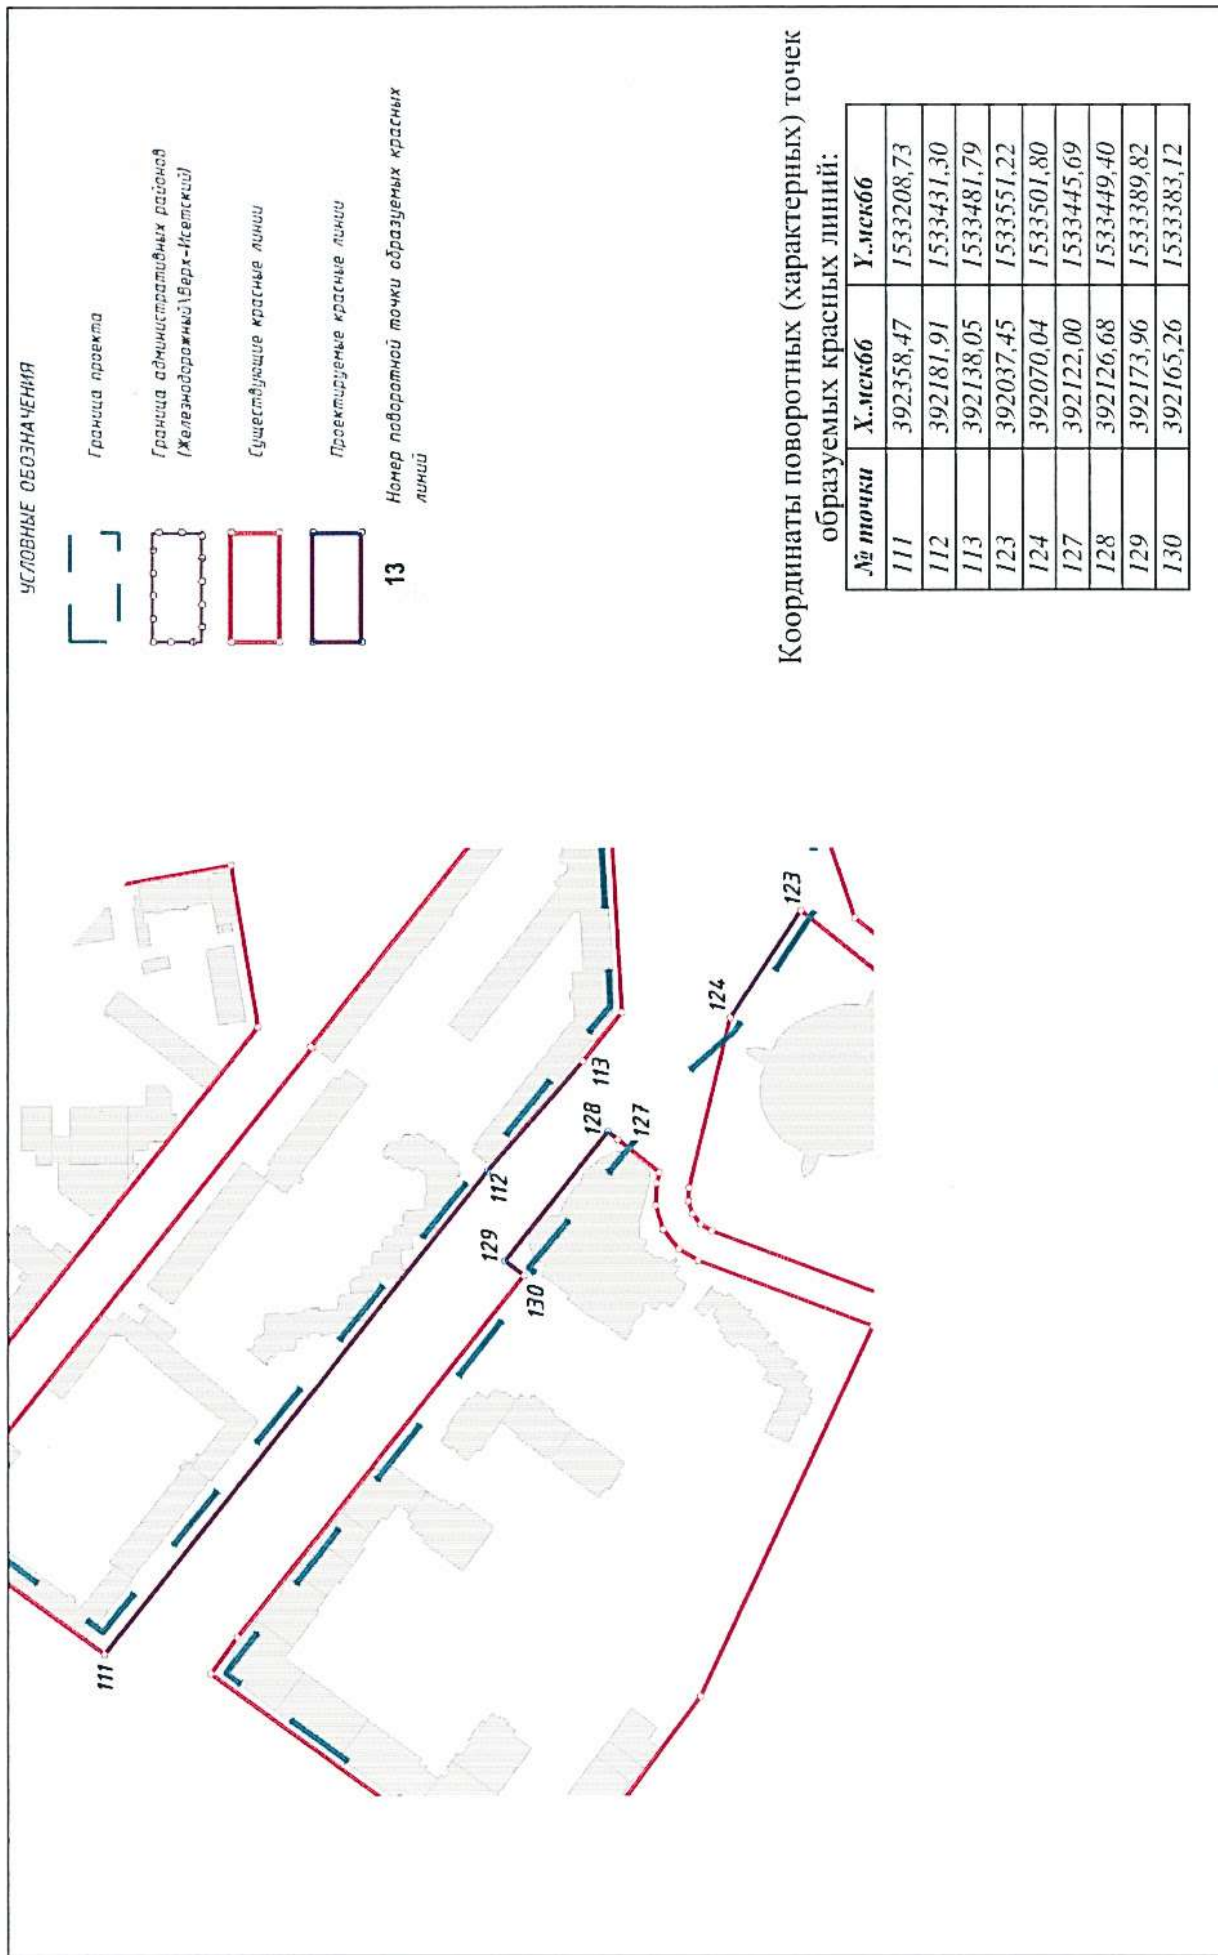 УСЛОВНЫЕ ОБОЗНАЧЕНИЯ
Граница проекта
Граница административных районов
(Железнодорожный\Верх-Исетский)
Существующие красные линии
Проектируемые красные линии
13
Номер поворотной точки образуемых красных
линий
111
112
113
123
124
127
128
129
130
Координаты поворотных (характерных) точек
образуемых красных линий:
№ точки X.мск66 Y.мск66
111 392358,47 1533208,73
112 392181,91 1533431,30
113 392138,05 1533481,79
123 392037,45 1533551,22
124 392070,04 1533501,80
127 392122,00 1533445,69
128 392126,68 1533449,40
129 392173,96 1533389,82
130 392165,26 1533383,12